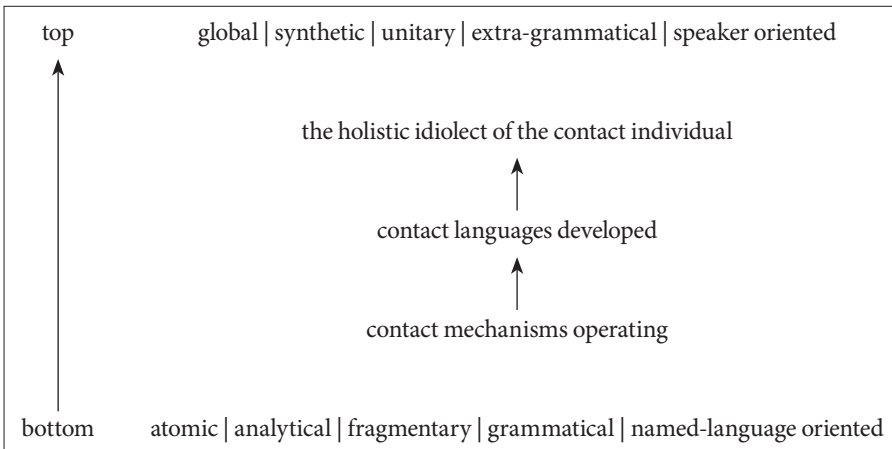 top global | synthetic | unitary | extra-grammatical | speaker oriented
the holistic idiolect of the contact individual
contact languages developed
contact mechanisms operating
bottom atomic | analytical | fragmentary | grammatical | named-language oriented